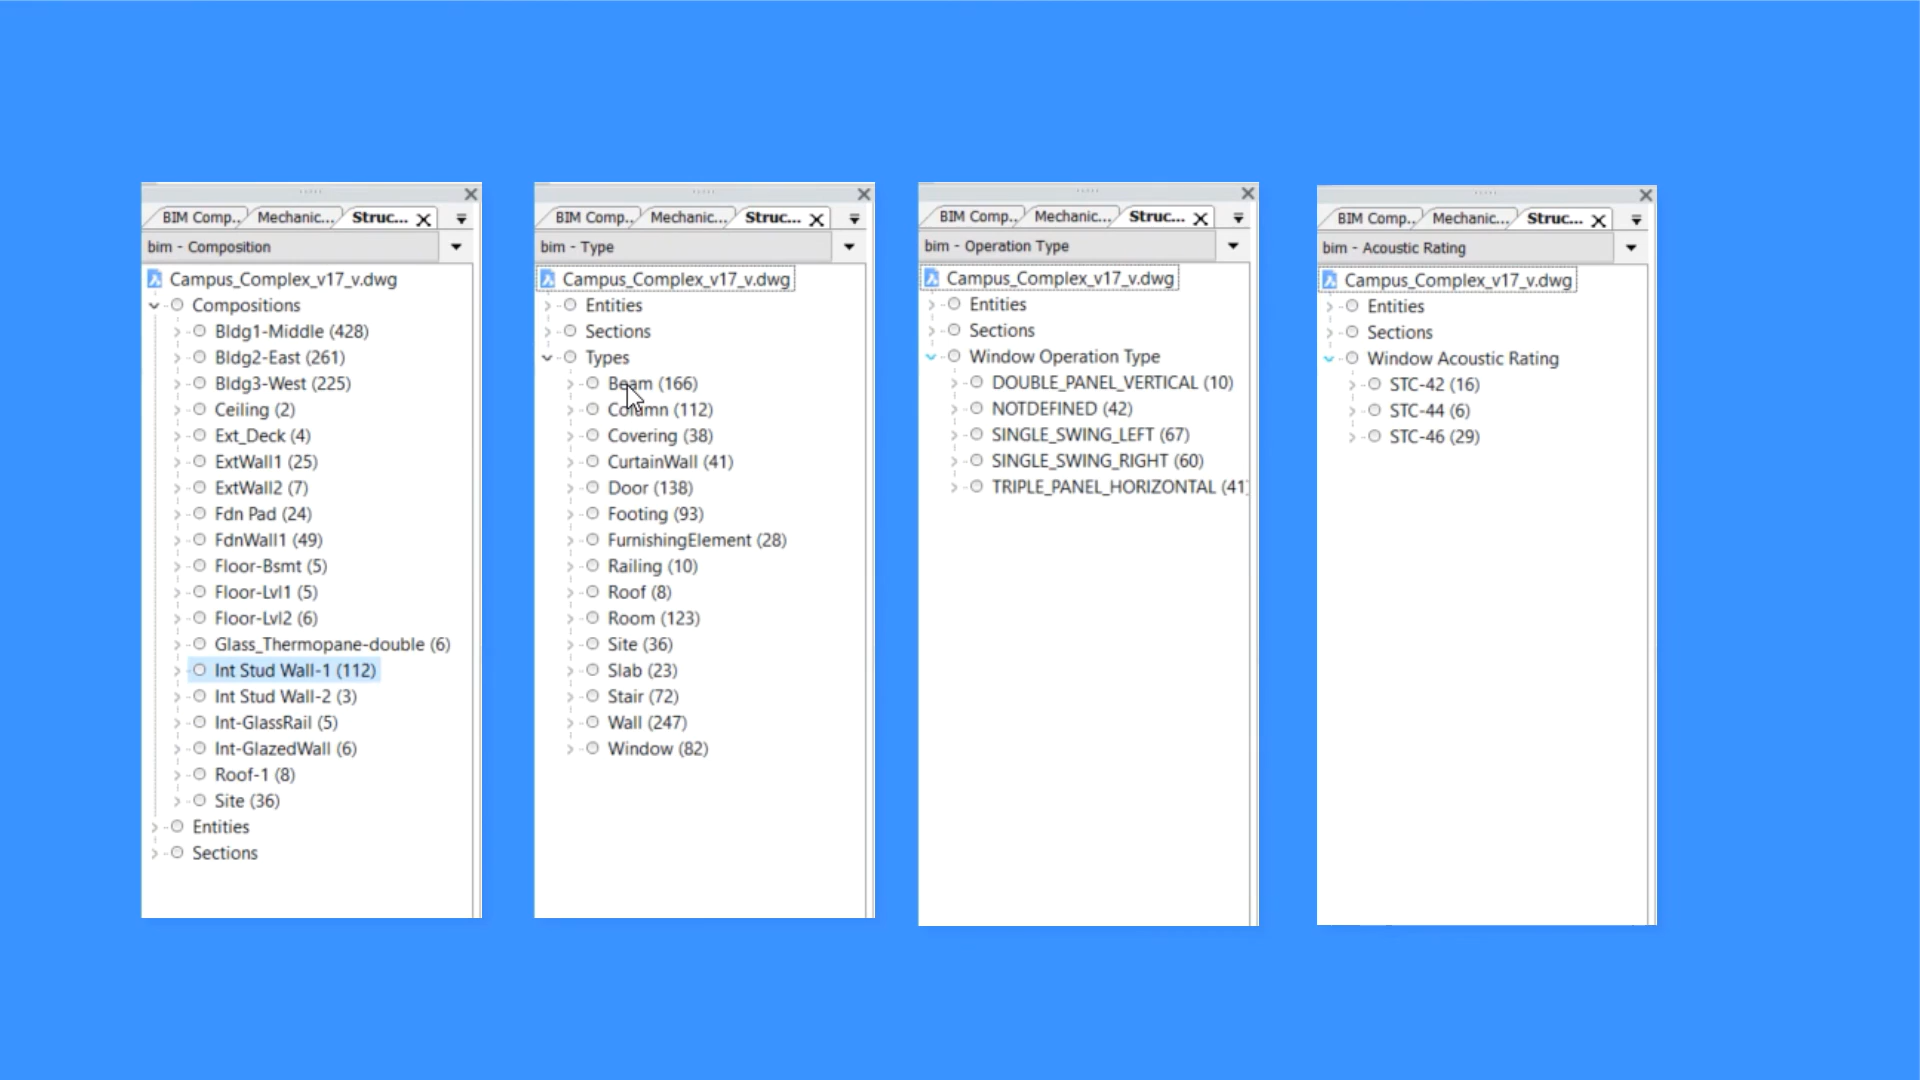 BIM Comp.. Mechanic... Struc...
bim - Composition
Campus_Complex_v17_v.dwg
Compositions
Bldg1-Middle (428)
Bldg2-East (261)
Bldg3-West (225)
Ceiling (2)
Ext_Deck (4)
ExtWall1 (25)
ExtWall2 (7)
Fdn Pad (24)
FdnWall1 (49)
Floor-Bsmt (5)
Floor-Lvl1 (5)
Floor-Lvl2 (6)
Glass_Thermopane-double (6)
Int Stud Wall-1 (112)
Int Stud Wall-2 (3)
Int-GlassRail (5)
Int-GlazedWall (6)
Roof-1 (8)
Site (36)
Entities
Sections
BIM Comp.. Mechanic... Struc...
bim - Type
Campus_Complex_v17_v.dwg
Entities
Sections
Types
Beam (166)
Column (112)
Covering (38)
CurtainWall (41)
Door (138)
Footing (93)
FurnishingElement (28)
Railing (10)
Roof (8)
Room (123)
Site (36)
Slab (23)
Stair (72)
Wall (247)
Window (82)
BIM Comp.. Mechanic... Struc...
bim - Operation Type
Campus_Complex_v17_v.dwg
Entities
Sections
Window Operation Type
DOUBLE_PANEL_VERTICAL (10)
NOTDEFINED (42)
SINGLE_SWING_LEFT (67)
SINGLE_SWING_RIGHT (60)
TRIPLE_PANEL_HORIZONTAL (41
BIM Comp.. Mechanic... Struc...
bim - Acoustic Rating
Campus_Complex_v17_v.dwg
Entities
Sections
Window Acoustic Rating
STC-42 (16)
STC-44 (6)
STC-46 (29)